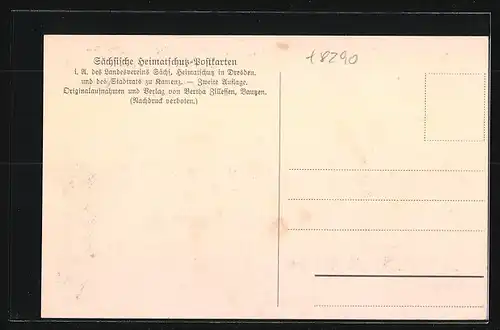 Sächsische Heimatschutz-Postkarten
i. A. des Landesvereins Sächs. Heimatschutz in Dresden.
und des Stadtrats zu Kamenz. — Zweite Auflage.
Originalaufnahmen und Verlag von Bertha Zillessen, Bautzen.
(Nachdruck verboten.)
18290